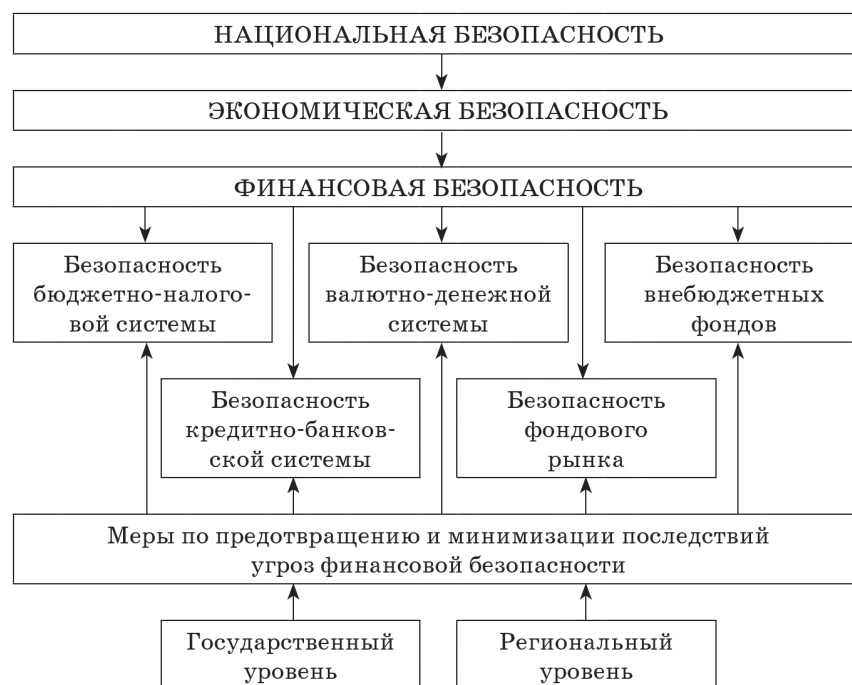 НАЦИОНАЛЬНАЯ БЕЗОПАСНОСТЬ
ЭКОНОМИЧЕСКАЯ БЕЗОПАСНОСТЬ
ФИНАНСОВАЯ БЕЗОПАСНОСТЬ
Безопасность
бюджетно-налого-
вой системы
Безопасность
валютно-денежной
системы
Безопасность
внебюджетных
фондов
Безопасность
кредитно-банков-
ской системы
Безопасность
фондового
рынка
Меры по предотвращению и минимизации последствий
угроз финансовой безопасности
Государственный
уровень
Региональный
уровень